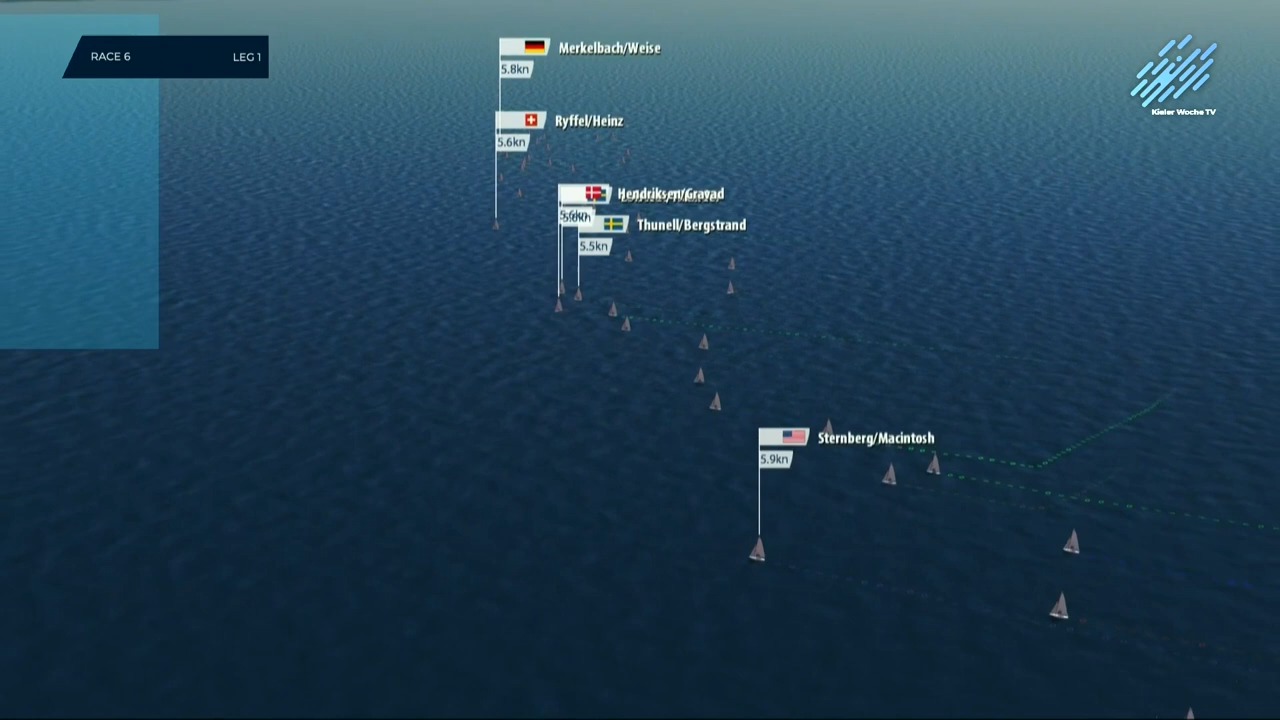 RACE 6 LEG 1
Merkelbach/Weise
5.8kn
Ryffel/Heinz
5.6kn
Hendriksen/Gravad
Thunell/Bergstrand
5.5kn
Sternberg/Macintosh
5.9kn
Kieler Woche TV